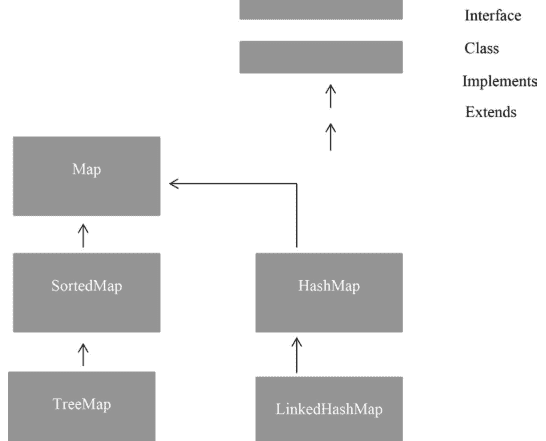 Interface
Class
Implements
Extends
Map
SortedMap
HashMap
TreeMap
LinkedHashMap